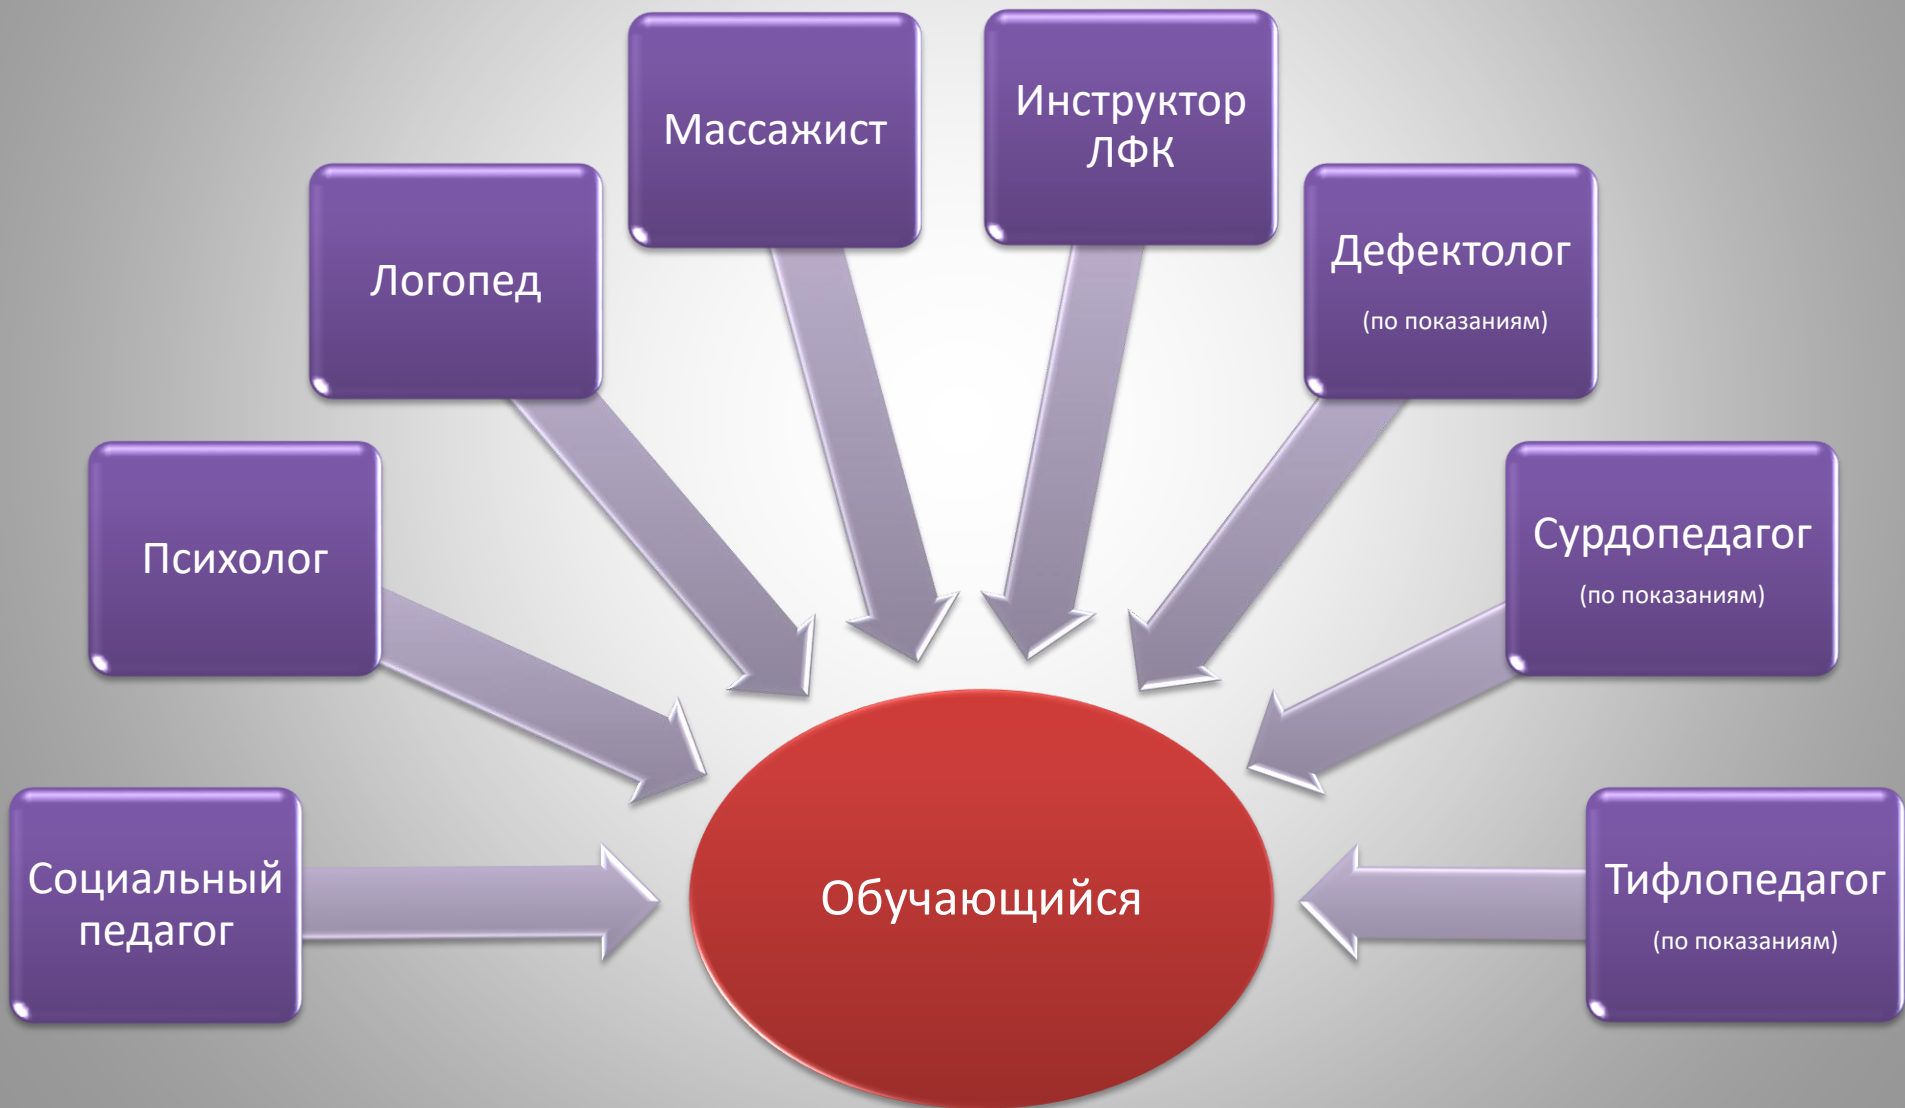 Массажист
Инструктор
ЛФК
Логопед
Дефектолог
(по показаниям)
Психолог
Сурдопедагог
(по показаниям)
Социальный
педагог
Обучающийся
Тифлопедагог
(по показаниям)